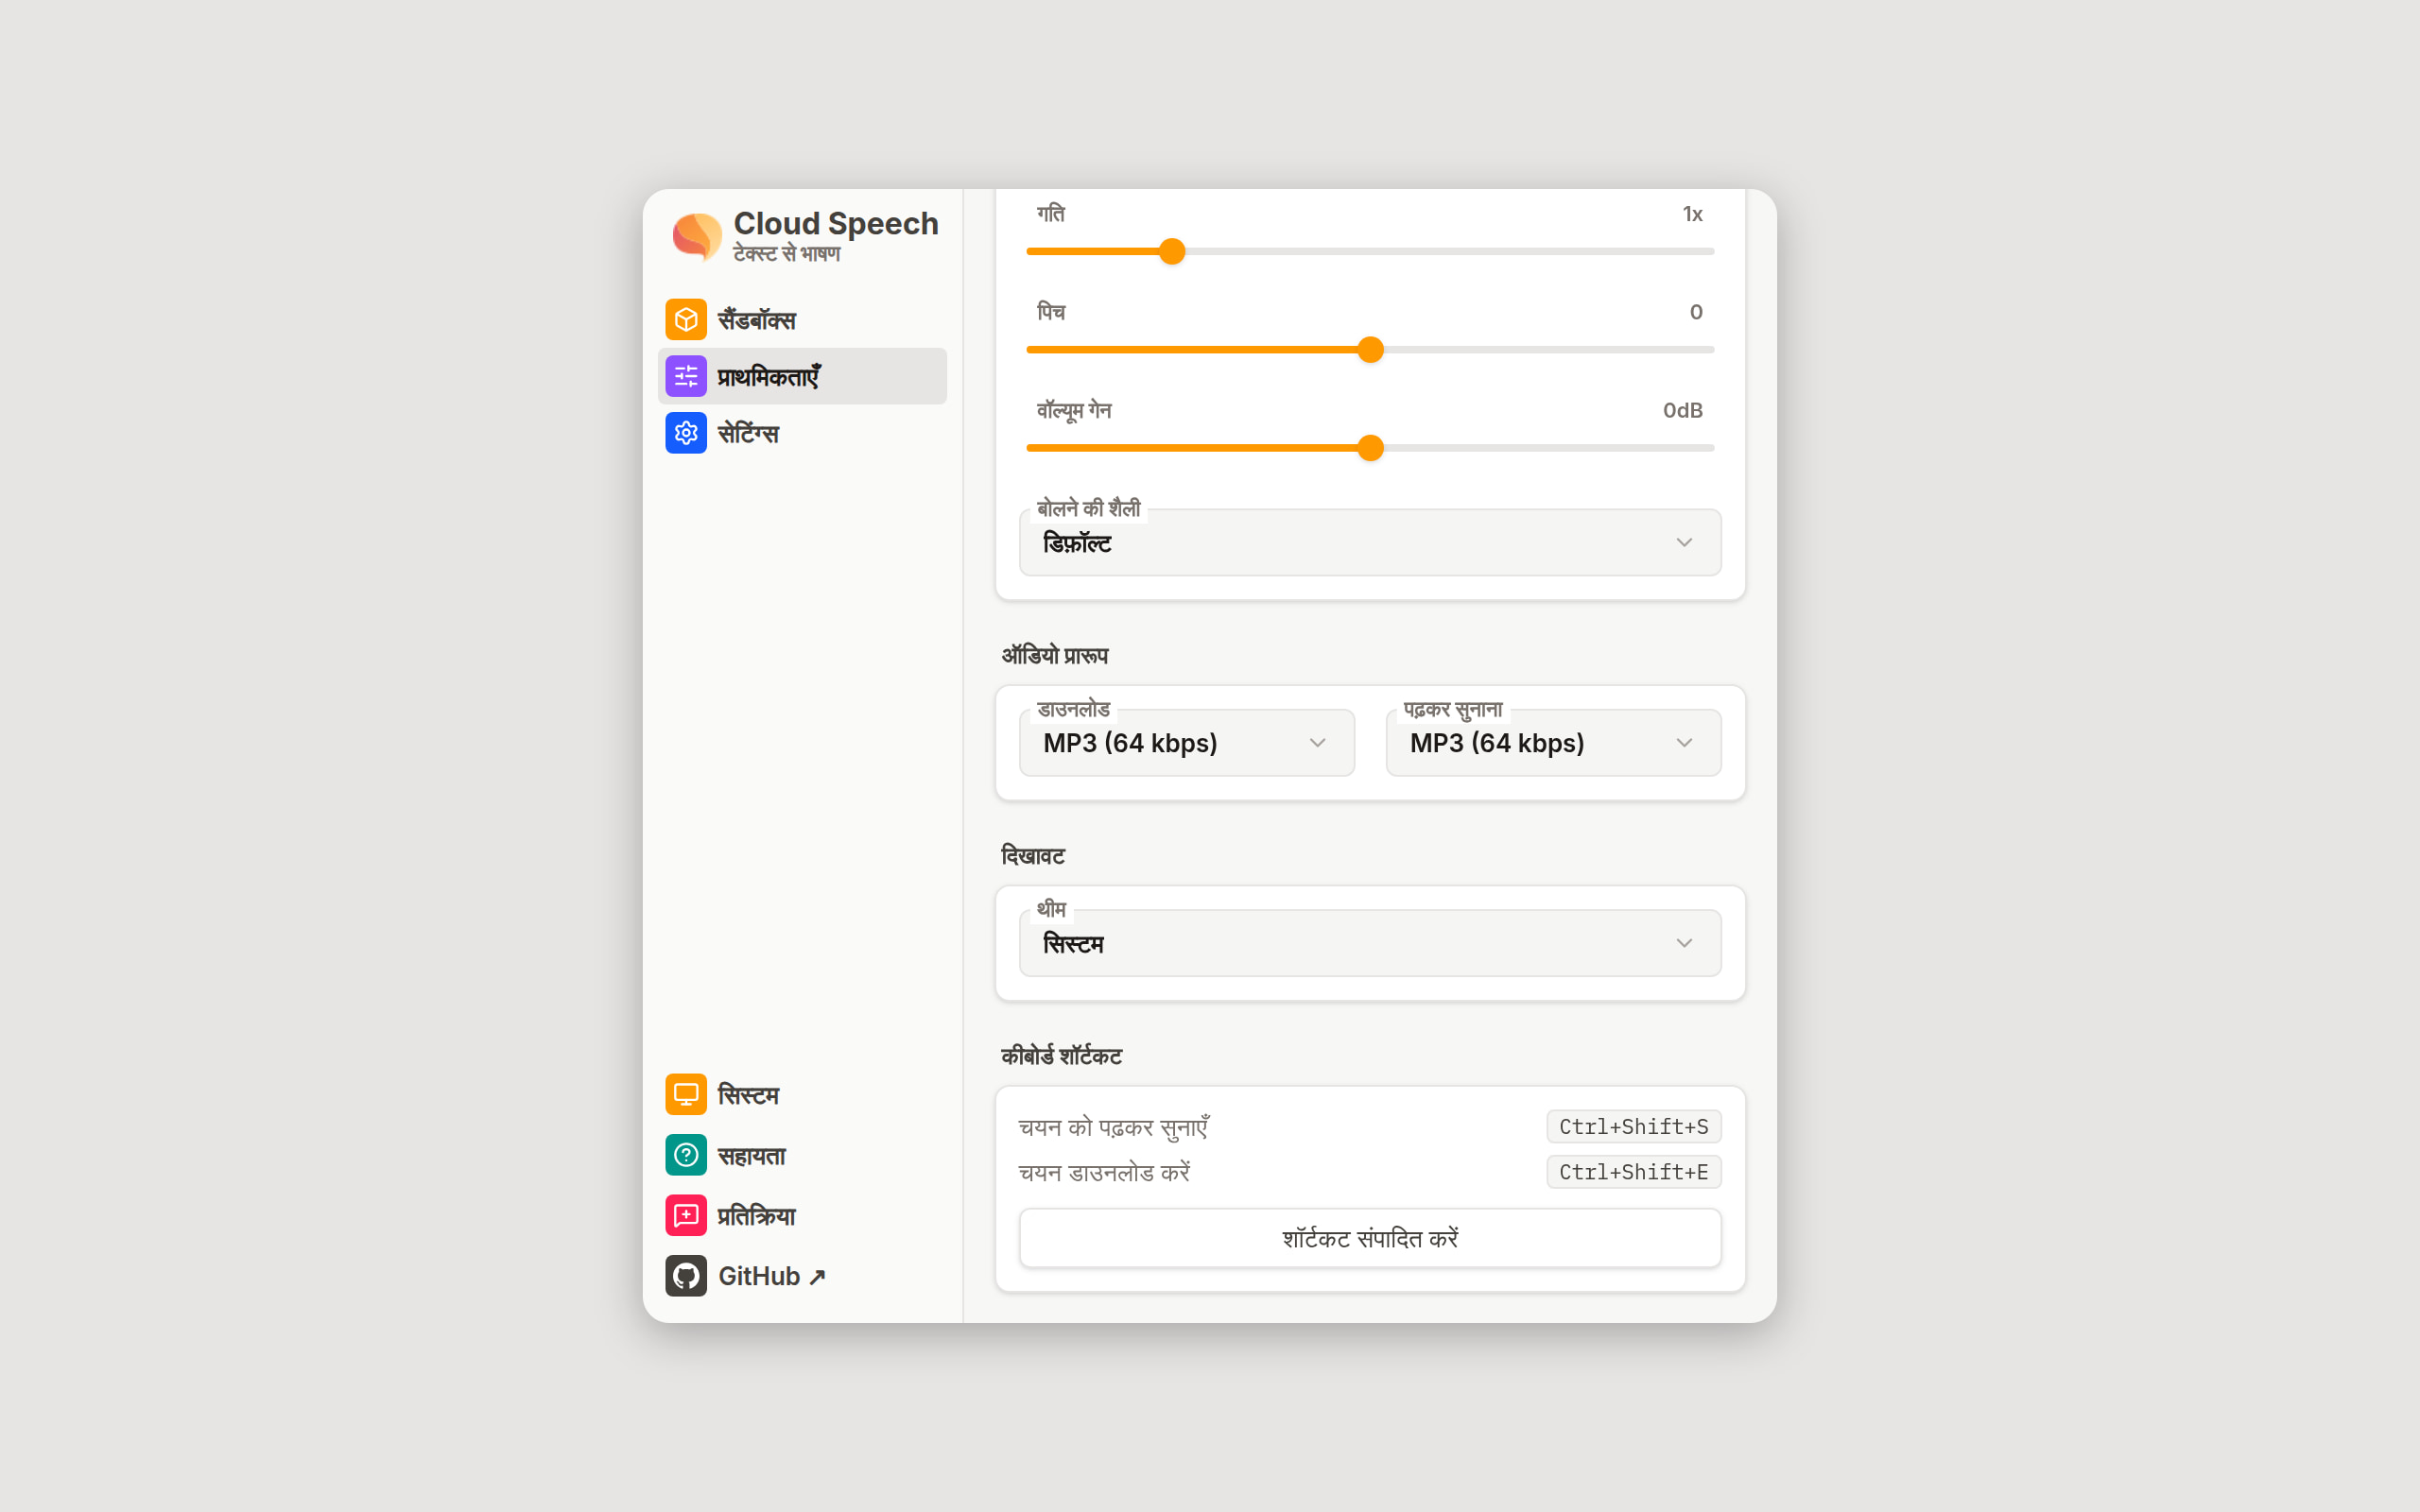 Cloud Speech
टेक्स्ट से भाषण
सैंडबॉक्स
प्राथमिकताएँ
सेटिंग्स
सिस्टम
सहायता
प्रतिक्रिया
GitHub ↗
गति 1x
पिच 0
वॉल्यूम गेन 0dB
बोलने की शैली
डिफ़ॉल्ट
ऑडियो प्रारूप
डाउनलोड पढ़कर सुनाना
MP3 (64 kbps) MP3 (64 kbps)
दिखावट
थीम
सिस्टम
कीबोर्ड शॉर्टकट
चयन को पढ़कर सुनाएँ Ctrl+Shift+S
चयन डाउनलोड करें Ctrl+Shift+E
शॉर्टकट संपादित करें